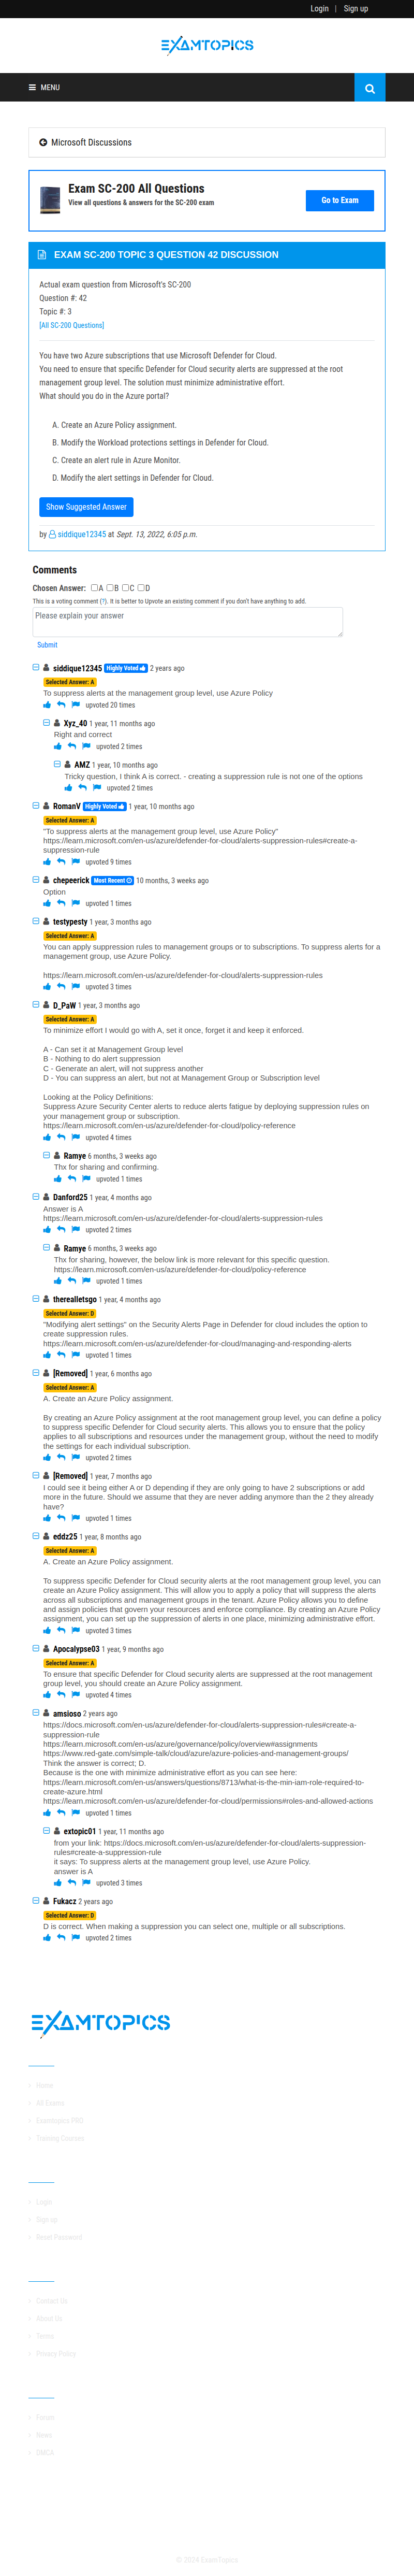 Login | Sign up
EXAMTOPICS
MENU
Microsoft Discussions
Exam SC-200 All Questions
View all questions & answers for the SC-200 exam
Go to Exam
EXAM SC-200 TOPIC 3 QUESTION 42 DISCUSSION
Actual exam question from Microsoft's SC-200
Question #: 42
Topic #: 3
[All SC-200 Questions]
You have two Azure subscriptions that use Microsoft Defender for Cloud.
You need to ensure that specific Defender for Cloud security alerts are suppressed at the root
management group level. The solution must minimize administrative effort.
What should you do in the Azure portal?
A. Create an Azure Policy assignment.
B. Modify the Workload protections settings in Defender for Cloud.
C. Create an alert rule in Azure Monitor.
D. Modify the alert settings in Defender for Cloud.
Show Suggested Answer
by siddique12345 at Sept. 13, 2022, 6:05 p.m.
Comments
Chosen Answer: A B C D
This is a voting comment (?). It is better to Upvote an existing comment if you don't have anything to add.
Please explain your answer
Submit
siddique12345 Highly Voted 2 years ago
Selected Answer: A
To suppress alerts at the management group level, use Azure Policy
upvoted 20 times
Xyz_40 1 year, 11 months ago
Right and correct
upvoted 2 times
AMZ 1 year, 10 months ago
Tricky question, I think A is correct. - creating a suppression rule is not one of the options
upvoted 2 times
RomanV Highly Voted 1 year, 10 months ago
Selected Answer: A
"To suppress alerts at the management group level, use Azure Policy"
https://learn.microsoft.com/en-us/azure/defender-for-cloud/alerts-suppression-rules#create-a-
suppression-rule
upvoted 9 times
chepeerick Most Recent 10 months, 3 weeks ago
Option
upvoted 1 times
testypesty 1 year, 3 months ago
Selected Answer: A
You can apply suppression rules to management groups or to subscriptions. To suppress alerts for a
management group, use Azure Policy.
https://learn.microsoft.com/en-us/azure/defender-for-cloud/alerts-suppression-rules
upvoted 3 times
D_PaW 1 year, 3 months ago
Selected Answer: A
To minimize effort I would go with A, set it once, forget it and keep it enforced.
A - Can set it at Management Group level
B - Nothing to do alert suppression
C - Generate an alert, will not suppress another
D - You can suppress an alert, but not at Management Group or Subscription level
Looking at the Policy Definitions:
Suppress Azure Security Center alerts to reduce alerts fatigue by deploying suppression rules on
your management group or subscription.
https://learn.microsoft.com/en-us/azure/defender-for-cloud/policy-reference
upvoted 4 times
Ramye 6 months, 3 weeks ago
Thx for sharing and confirming.
upvoted 1 times
Danford25 1 year, 4 months ago
Answer is A
https://learn.microsoft.com/en-us/azure/defender-for-cloud/alerts-suppression-rules
upvoted 2 times
Ramye 6 months, 3 weeks ago
Thx for sharing, however, the below link is more relevant for this specific question.
https://learn.microsoft.com/en-us/azure/defender-for-cloud/policy-reference
upvoted 1 times
therealletsgo 1 year, 4 months ago
Selected Answer: D
"Modifying alert settings" on the Security Alerts Page in Defender for cloud includes the option to
create suppression rules.
https://learn.microsoft.com/en-us/azure/defender-for-cloud/managing-and-responding-alerts
upvoted 1 times
[Removed] 1 year, 6 months ago
Selected Answer: A
A. Create an Azure Policy assignment.
By creating an Azure Policy assignment at the root management group level, you can define a policy
to suppress specific Defender for Cloud security alerts. This allows you to ensure that the policy
applies to all subscriptions and resources under the management group, without the need to modify
the settings for each individual subscription.
upvoted 2 times
[Removed] 1 year, 7 months ago
I could see it being either A or D depending if they are only going to have 2 subscriptions or add
more in the future. Should we assume that they are never adding anymore than the 2 they already
have?
upvoted 1 times
eddz25 1 year, 8 months ago
Selected Answer: A
A. Create an Azure Policy assignment.
To suppress specific Defender for Cloud security alerts at the root management group level, you can
create an Azure Policy assignment. This will allow you to apply a policy that will suppress the alerts
across all subscriptions and management groups in the tenant. Azure Policy allows you to define
and assign policies that govern your resources and enforce compliance. By creating an Azure Policy
assignment, you can set up the suppression of alerts in one place, minimizing administrative effort.
upvoted 3 times
Apocalypse03 1 year, 9 months ago
Selected Answer: A
To ensure that specific Defender for Cloud security alerts are suppressed at the root management
group level, you should create an Azure Policy assignment.
upvoted 4 times
amsioso 2 years ago
https://docs.microsoft.com/en-us/azure/defender-for-cloud/alerts-suppression-rules#create-a-
suppression-rule
https://learn.microsoft.com/en-us/azure/governance/policy/overview#assignments
https://www.red-gate.com/simple-talk/cloud/azure/azure-policies-and-management-groups/
Think the answer is correct; D.
Because is the one with minimize administrative effort as you can see here:
https://learn.microsoft.com/en-us/answers/questions/8713/what-is-the-min-iam-role-required-to-
create-azure.html
https://learn.microsoft.com/en-us/azure/defender-for-cloud/permissions#roles-and-allowed-actions
upvoted 1 times
extopic01 1 year, 11 months ago
from your link: https://docs.microsoft.com/en-us/azure/defender-for-cloud/alerts-suppression-
rules#create-a-suppression-rule
it says: To suppress alerts at the management group level, use Azure Policy.
answer is A
upvoted 3 times
Fukacz 2 years ago
Selected Answer: D
D is correct. When making a suppression you can select one, multiple or all subscriptions.
upvoted 2 times
EXAMTOPICS
Home
All Exams
Examtopics PRO
Training Courses
Login
Sign up
Reset Password
Contact Us
About Us
Terms
Privacy Policy
Forum
News
DMCA
© 2024 ExamTopics